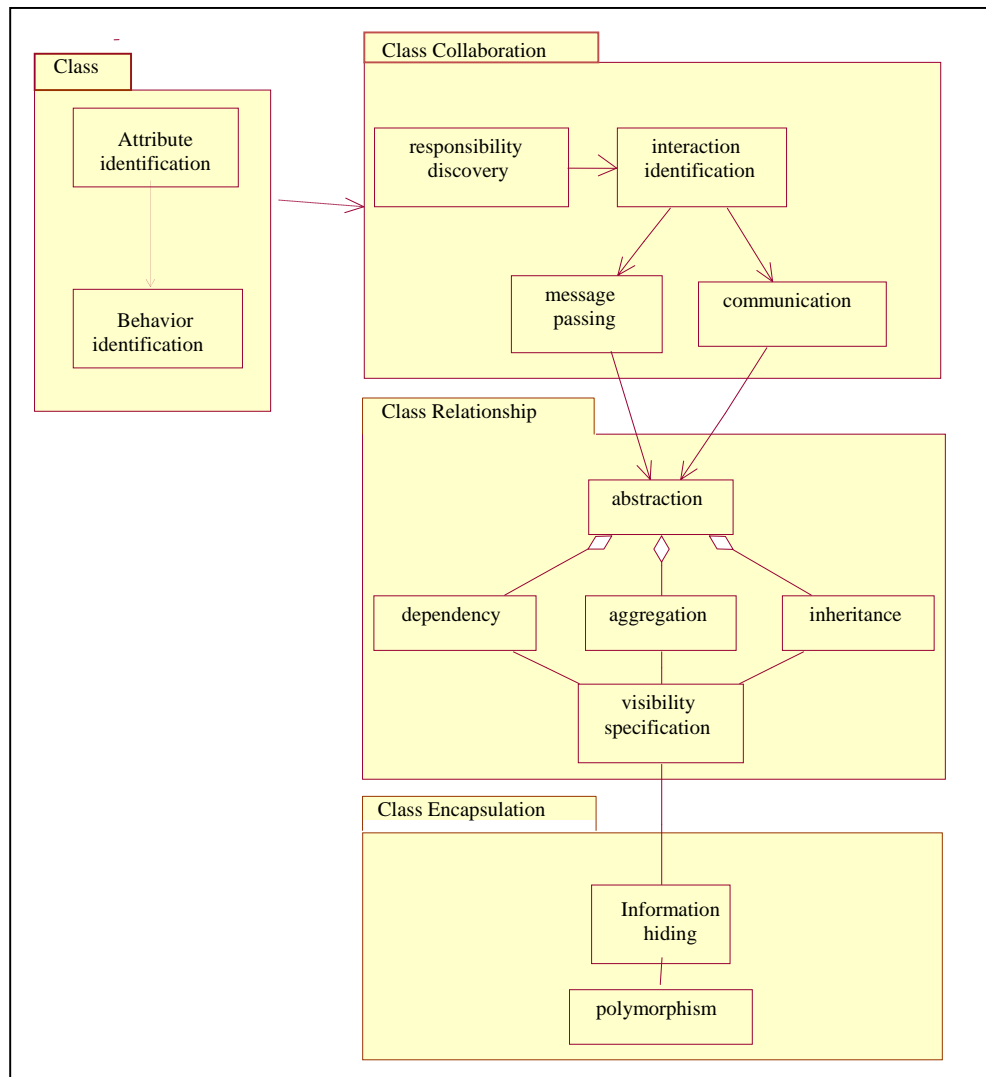 Class
Attribute
identification
Behavior
identification
Class Collaboration
responsibility
discovery
interaction
identification
message
passing
communication
Class Relationship
abstraction
dependency
aggregation
inheritance
visibility
specification
Class Encapsulation
Information
hiding
polymorphism